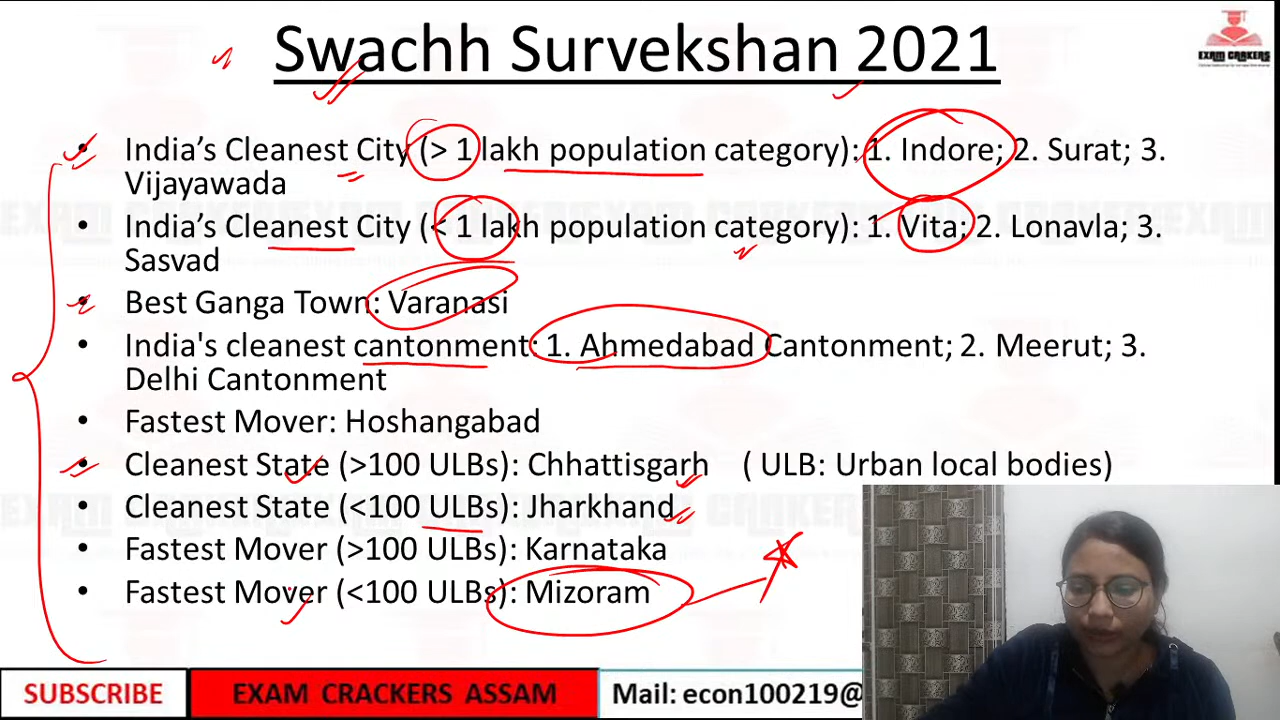 Swachh Survekshan 2021
EXAM CRAKERS
• India's Cleanest City (> 1 lakh population category): 1. Indore; 2. Surat; 3.
Vijayawada
• India's Cleanest City (< 1 lakh population category): 1. Vita; 2. Lonavla; 3.
Sasvad
• Best Ganga Town: Varanasi
• India's cleanest cantonment: 1. Ahmedabad Cantonment; 2. Meerut; 3.
Delhi Cantonment
• Fastest Mover: Hoshangabad
• Cleanest State (>100 ULBs): Chhattisgarh ( ULB: Urban local bodies)
• Cleanest State (<100 ULBs): Jharkhand
• Fastest Mover (>100 ULBs): Karnataka
• Fastest Mover (<100 ULBs): Mizoram
SUBSCRIBE EXAM CRACKERS ASSAM Mail: econ100219@